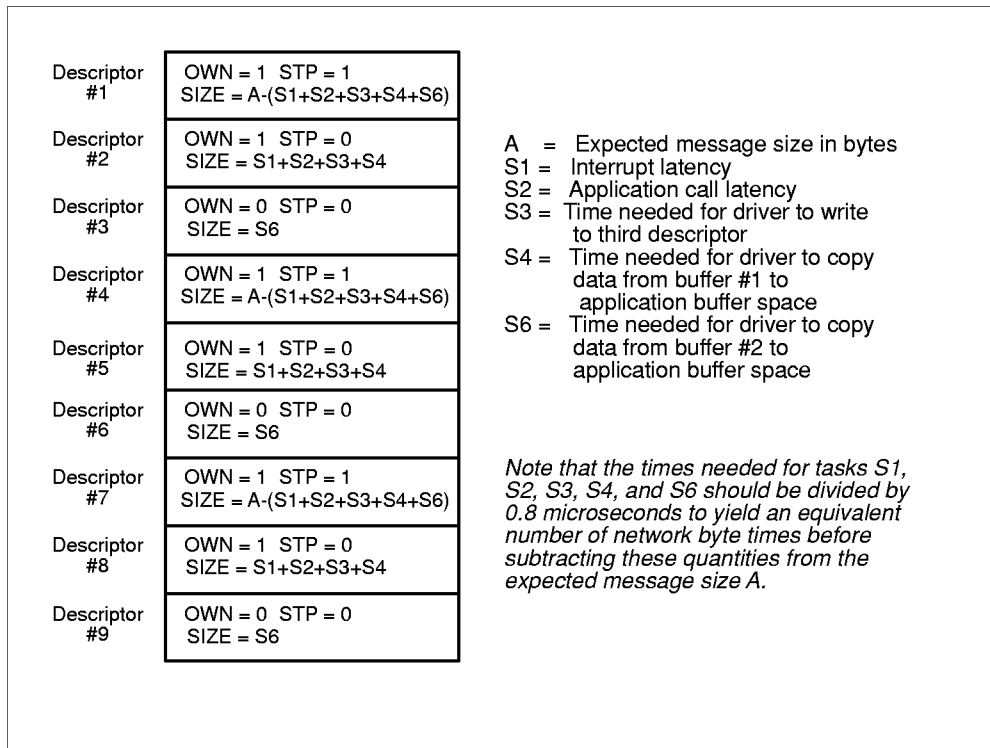 Descriptor
#1
OWN = 1 STP = 1
SIZE = A-(S1+S2+S3+S4+S6)
Descriptor
#2
OWN = 1 STP = 0
SIZE = S1+S2+S3+S4
Descriptor
#3
OWN = 0 STP = 0
SIZE = S6
Descriptor
#4
OWN = 1 STP = 1
SIZE = A-(S1+S2+S3+S4+S6)
Descriptor
#5
OWN = 1 STP = 0
SIZE = S1+S2+S3+S4
Descriptor
#6
OWN = 0 STP = 0
SIZE = S6
Descriptor
#7
OWN = 1 STP = 1
SIZE = A-(S1+S2+S3+S4+S6)
Descriptor
#8
OWN = 1 STP = 0
SIZE = S1+S2+S3+S4
Descriptor
#9
OWN = 0 STP = 0
SIZE = S6
A = Expected message size in bytes
S1 = Interrupt latency
S2 = Application call latency
S3 = Time needed for driver to write
to third descriptor
S4 = Time needed for driver to copy
data from buffer #1 to
application buffer space
S6 = Time needed for driver to copy
data from buffer #2 to
application buffer space
Note that the times needed for tasks S1,
S2, S3, S4, and S6 should be divided by
0.8 microseconds to yield an equivalent
number of network byte times before
subtracting these quantities from the
expected message size A.